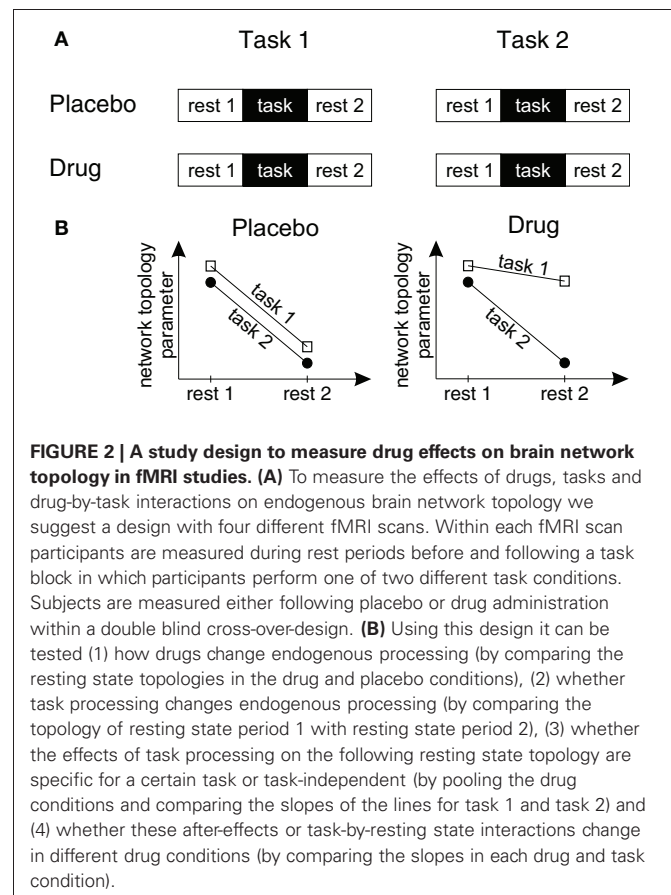 A Task 1 Task 2
Placebo rest 1 task rest 2 rest 1 task rest 2
Drug rest 1 task rest 2 rest 1 task rest 2
B Placebo Drug
network topology
parameter
task 1
task 2
rest 1 rest 2
network topology
parameter
task 1
task 2
rest 1 rest 2
FIGURE 2 | A study design to measure drug effects on brain network
topology in fMRI studies. (A) To measure the effects of drugs, tasks and
drug-by-task interactions on endogenous brain network topology we
suggest a design with four different fMRI scans. Within each fMRI scan
participants are measured during rest periods before and following a task
block in which participants perform one of two different task conditions.
Subjects are measured either following placebo or drug administration
within a double blind cross-over-design. (B) Using this design it can be
tested (1) how drugs change endogenous processing (by comparing the
resting state topologies in the drug and placebo conditions), (2) whether
task processing changes endogenous processing (by comparing the
topology of resting state period 1 with resting state period 2), (3) whether
the effects of task processing on the following resting state topology are
specific for a certain task or task-independent (by pooling the drug
conditions and comparing the slopes of the lines for task 1 and task 2) and
(4) whether these after-effects or task-by-resting state interactions change
in different drug conditions (by comparing the slopes in each drug and task
condition).